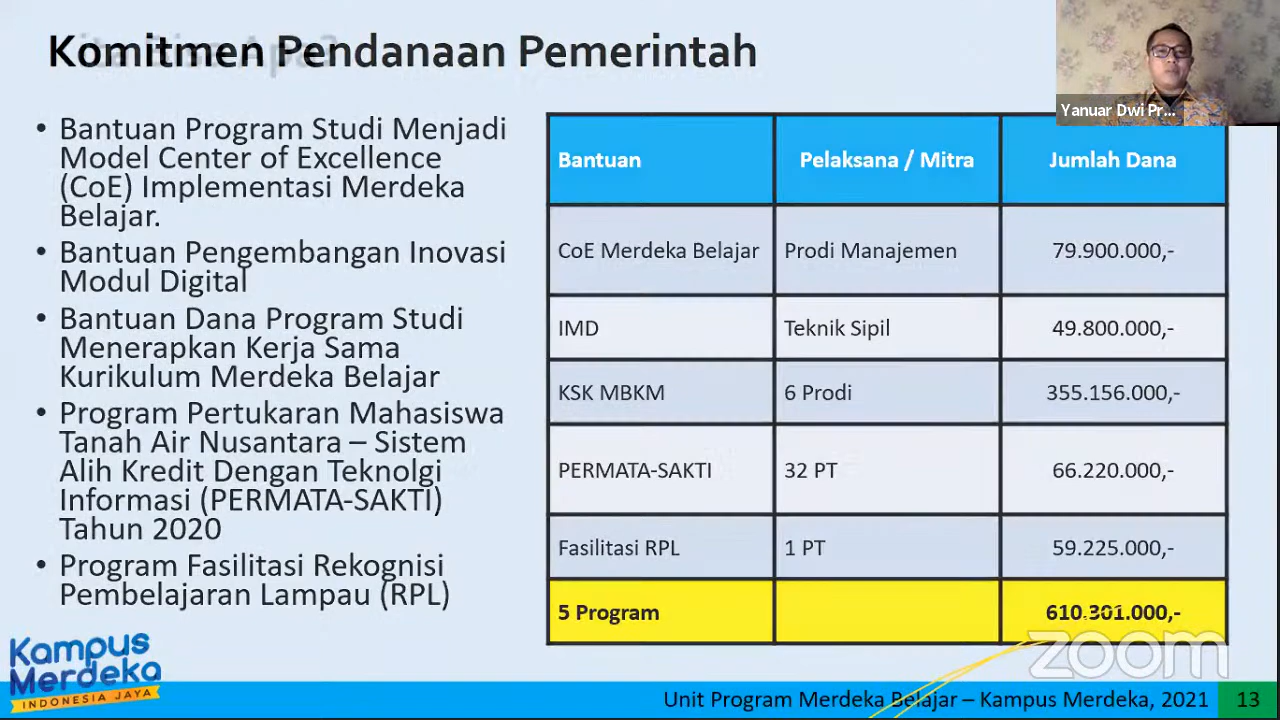 Komitmen Pendanaan Pemerintah
Yanuar Dwi Pr...
• Bantuan Program Studi Menjadi
Model Center of Excellence
(CoE) Implementasi Merdeka
Belajar.
• Bantuan Pengembangan Inovasi
Modul Digital
• Bantuan Dana Program Studi
Menerapkan Kerja Sama
Kurikulum Merdeka Belajar
• Program Pertukaran Mahasiswa
Tanah Air Nusantara – Sistem
Alih Kredit Dengan Teknolgi
Informasi (PERMATA-SAKTI)
Tahun 2020
• Program Fasilitasi Rekognisi
Pembelajaran Lampau (RPL)
Bantuan Pelaksana / Mitra Jumlah Dana
CoE Merdeka Belajar Prodi Manajemen 79.900.000,-
IMD Teknik Sipil 49.800.000,-
KSK MBKM 6 Prodi 355.156.000,-
PERMATA-SAKTI 32 PT 66.220.000,-
Fasilitasi RPL 1 PT 59.225.000,-
5 Program 610.301.000,-
zoom
Kampus
Merdeka
INDONESIA JAYA
Unit Program Merdeka Belajar – Kampus Merdeka, 2021 13